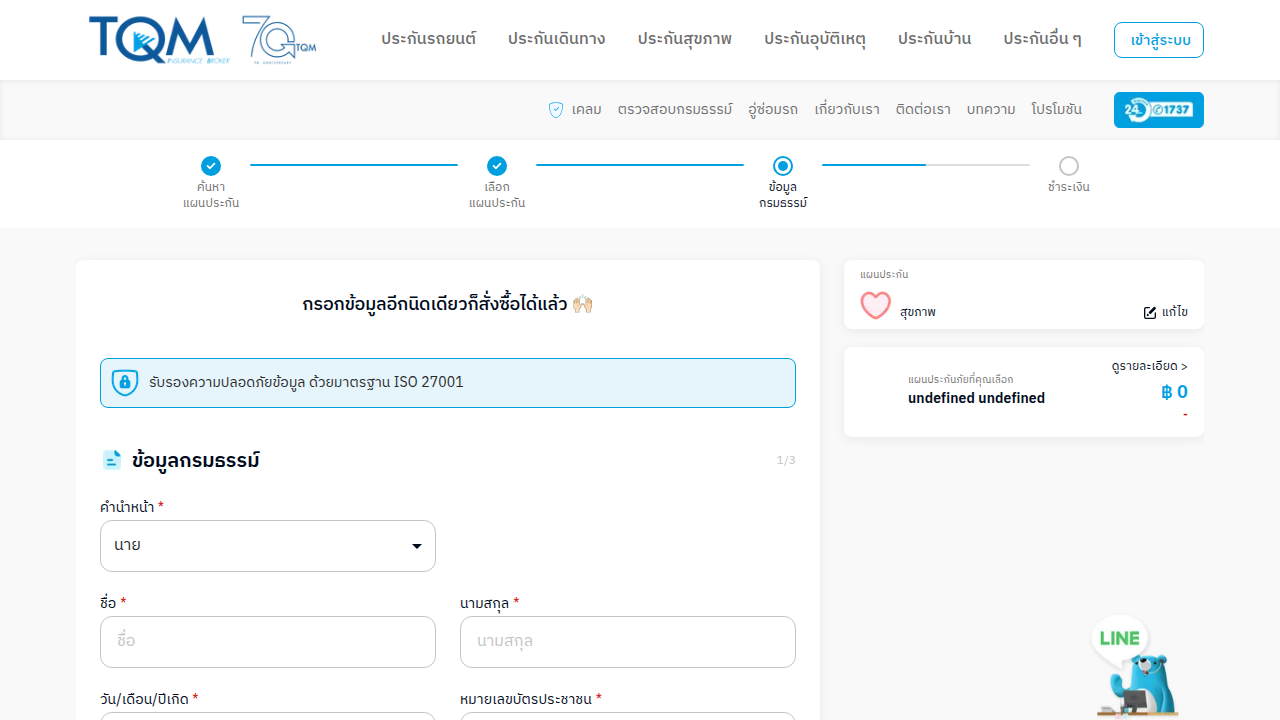 TQM INSURANCE BROKER
7 TQM
7th ANNIVERSARY
ประกันรถยนต์ ประกันเดินทาง ประกันสุขภาพ ประกันอุบัติเหตุ ประกันบ้าน ประกันอื่น ๆ เข้าสู่ระบบ
เคลม ตรวจสอบกรมธรรม์ อู่ซ่อมรถ เกี่ยวกับเรา ติดต่อเรา บทความ โปรโมชัน 24 1737
ค้นหา
แผนประกัน
เลือก
แผนประกัน
ข้อมูล
กรมธรรม์
ชำระเงิน
กรอกข้อมูลอีกนิดเดียวก็สั่งซื้อได้แล้ว 🙌🏻
รับรองความปลอดภัยข้อมูล ด้วยมาตรฐาน ISO 27001
ข้อมูลกรมธรรม์ 1/3
คำนำหน้า *
นาย
ชื่อ *
ชื่อ
นามสกุล *
นามสกุล
วัน/เดือน/ปีเกิด *
หมายเลขบัตรประชาชน *
แผนประกัน
สุขภาพ แก้ไข
ดูรายละเอียด >
แผนประกันภัยที่คุณเลือก
undefined undefined
฿ 0
-
LINE